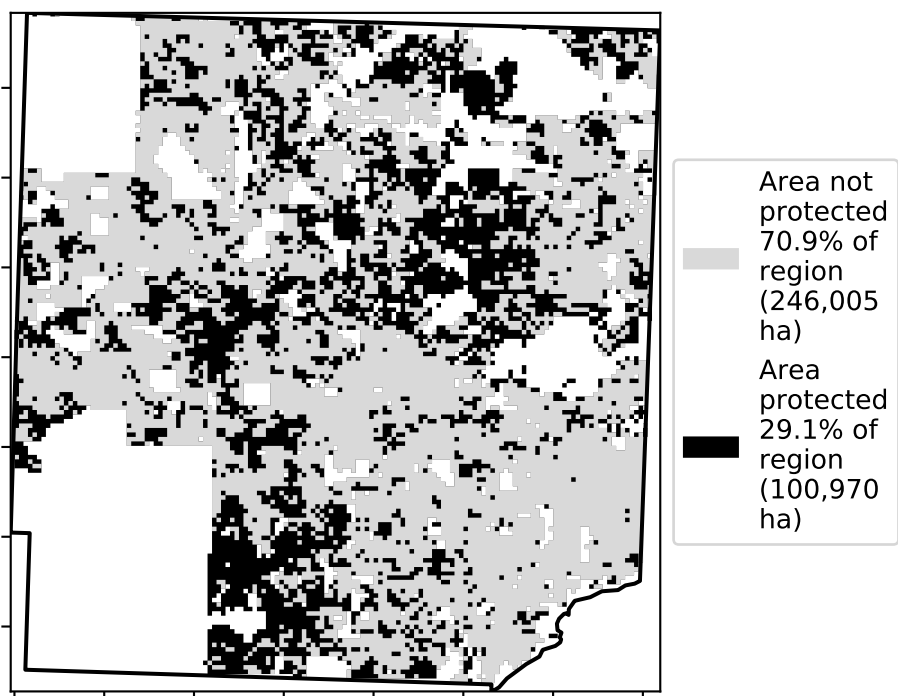 Area not
protected
70.9% of
region
(246,005
ha)
Area
protected
29.1% of
region
(100,970
ha)